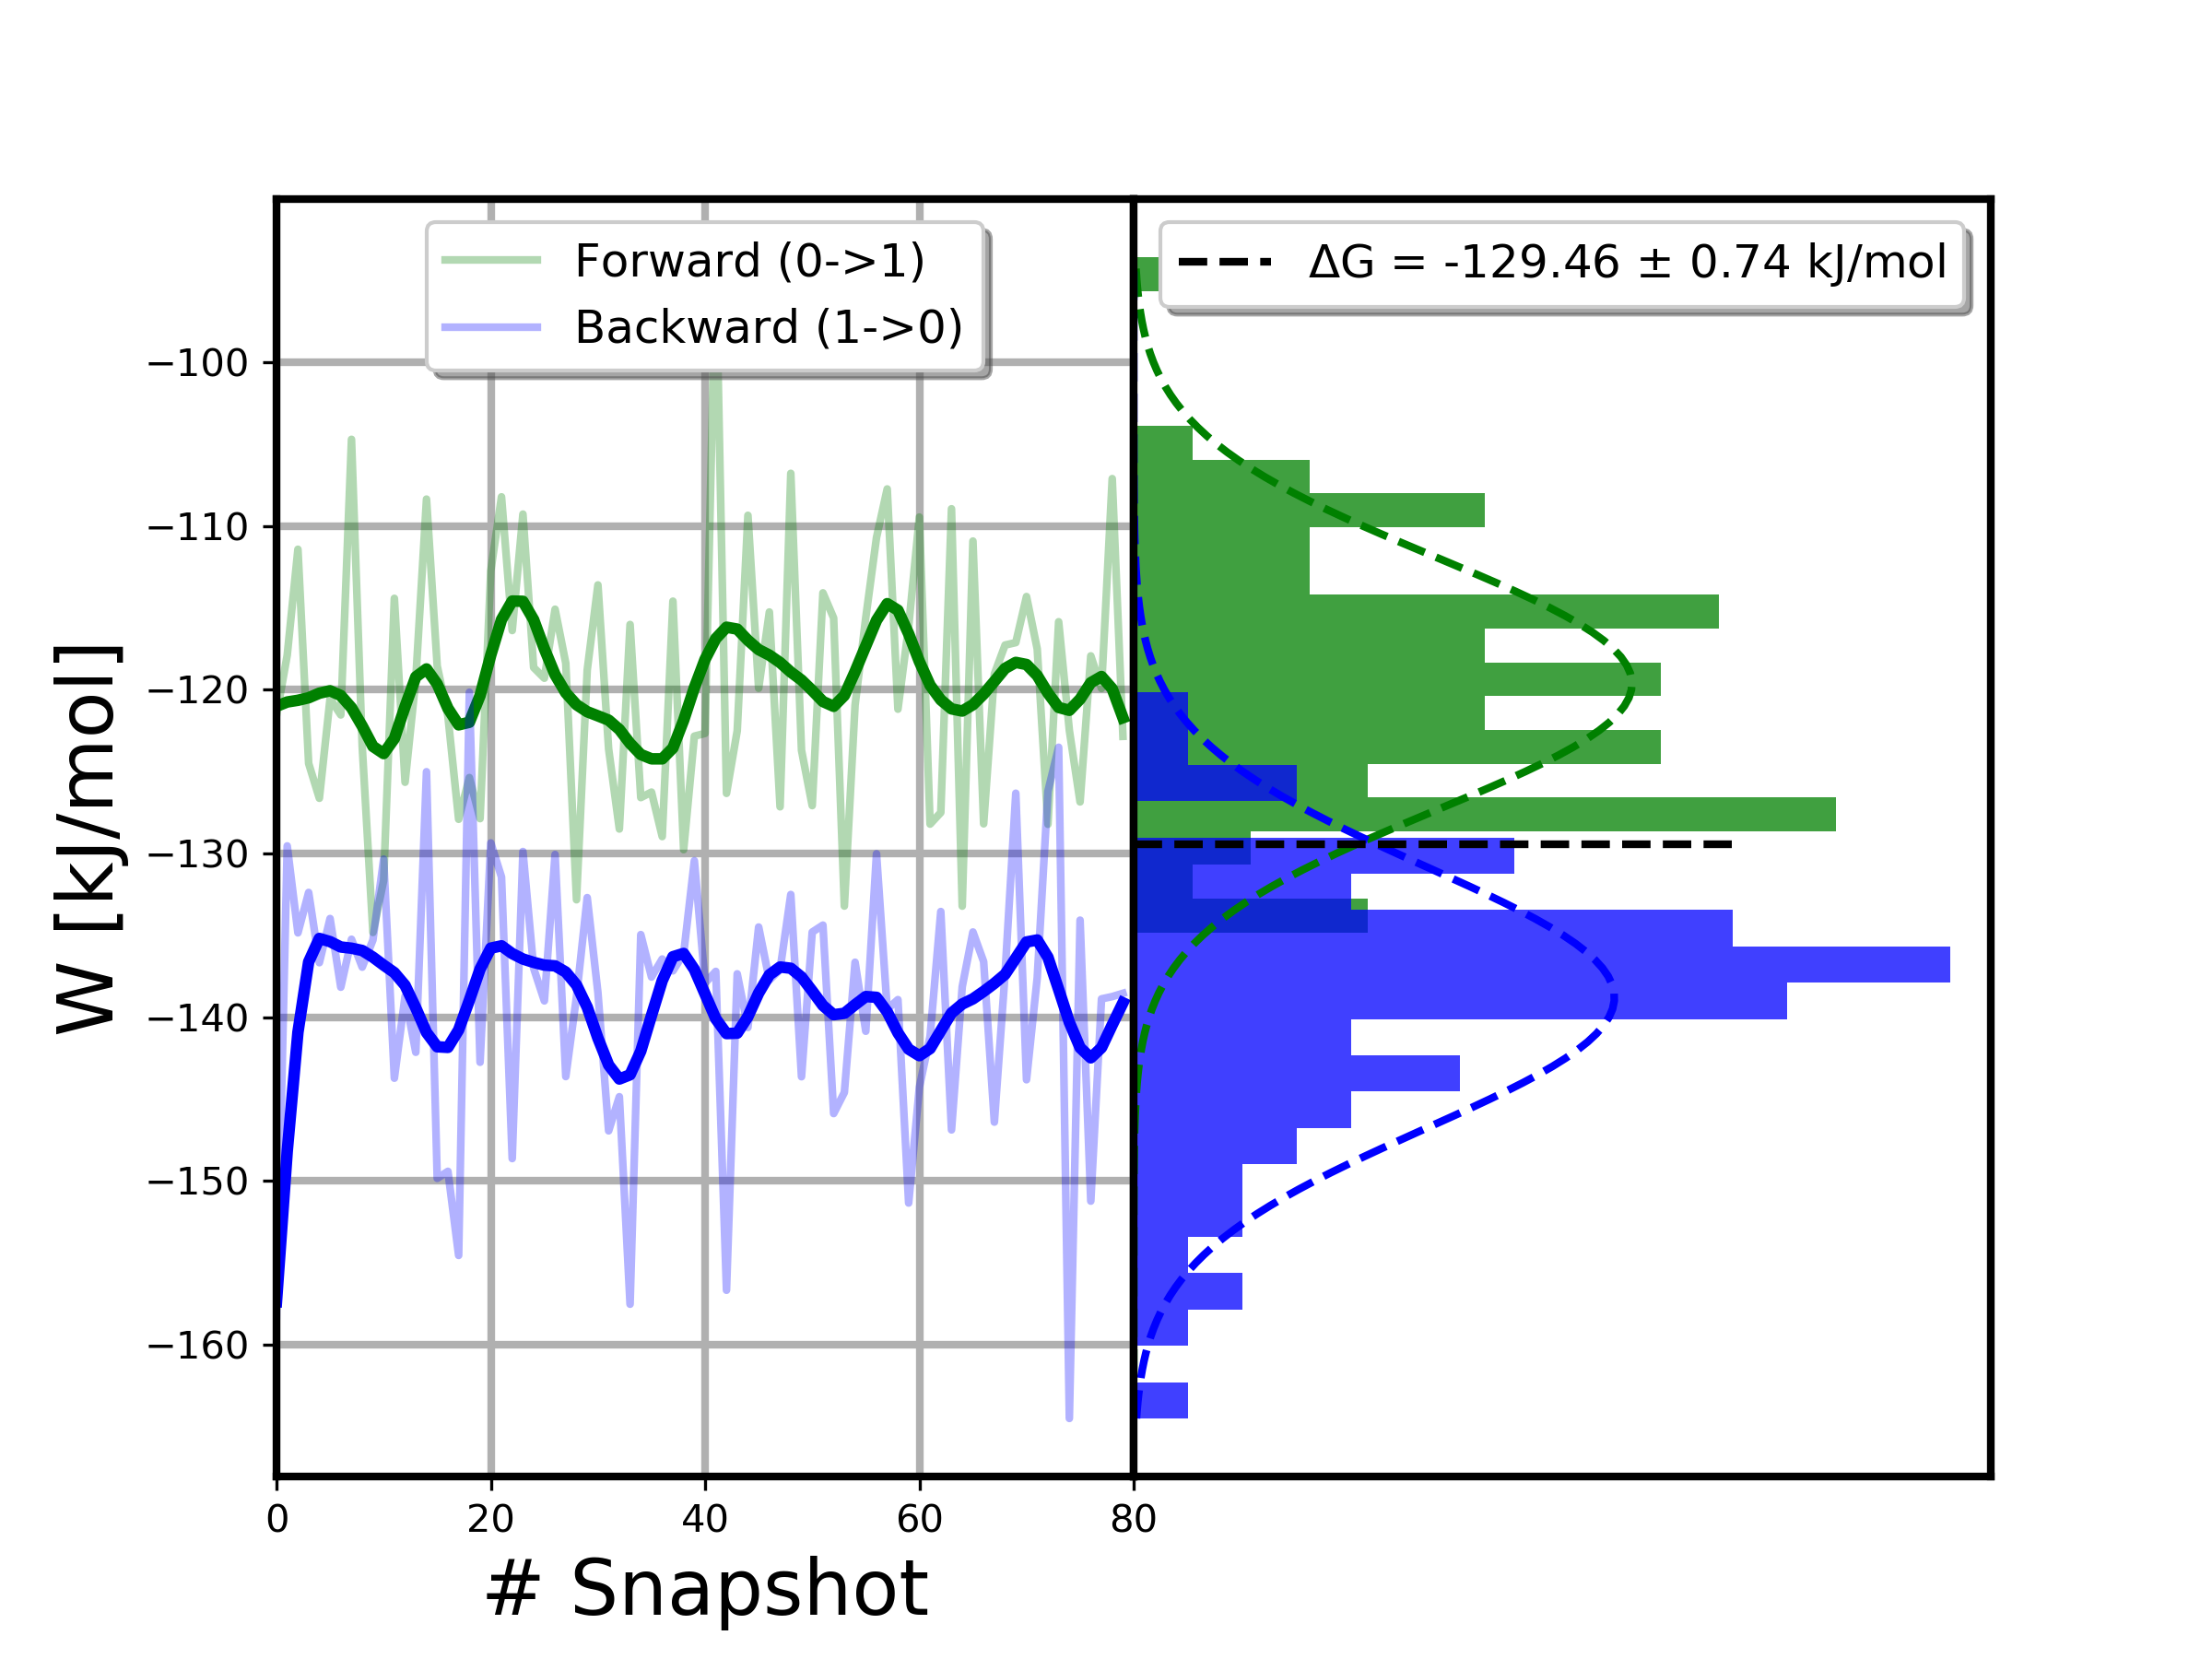 Forward (0->1)
Backward (1->0)
ΔG = -129.46 ± 0.74 kJ/mol
W [kJ/mol]
−100
−110
−120
−130
−140
−150
−160
0 20 40 60 80
# Snapshot